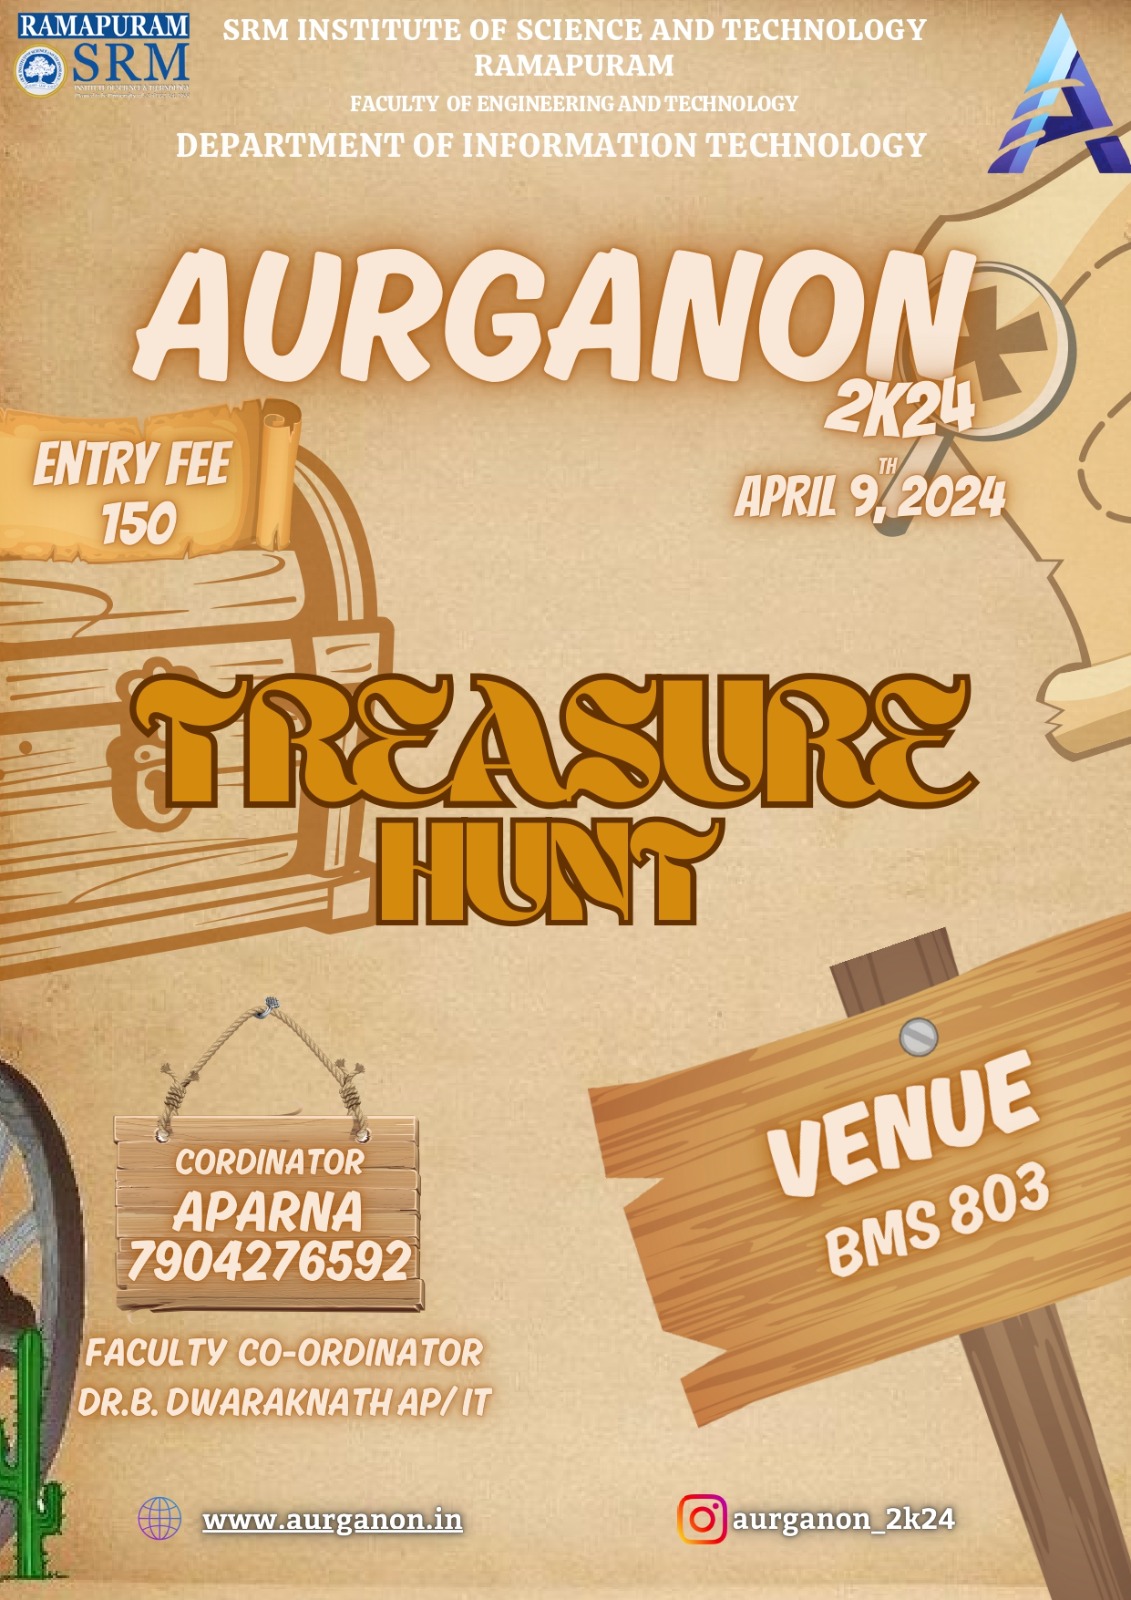 RAMAPURAM
SRM
SRM INSTITUTE OF SCIENCE AND TECHNOLOGY
RAMAPURAM
FACULTY OF ENGINEERING AND TECHNOLOGY
DEPARTMENT OF INFORMATION TECHNOLOGY
AURGANON
2K24
APRIL 9TH, 2024
ENTRY FEE
150
TREASURE
HUNT
VENUE
BMS 803
CORDINATOR
APARNA
7904276592
FACULTY CO-ORDINATOR
DR.B. DWARAKNATH AP/IT
www.aurganon.in
aurganon_2k24